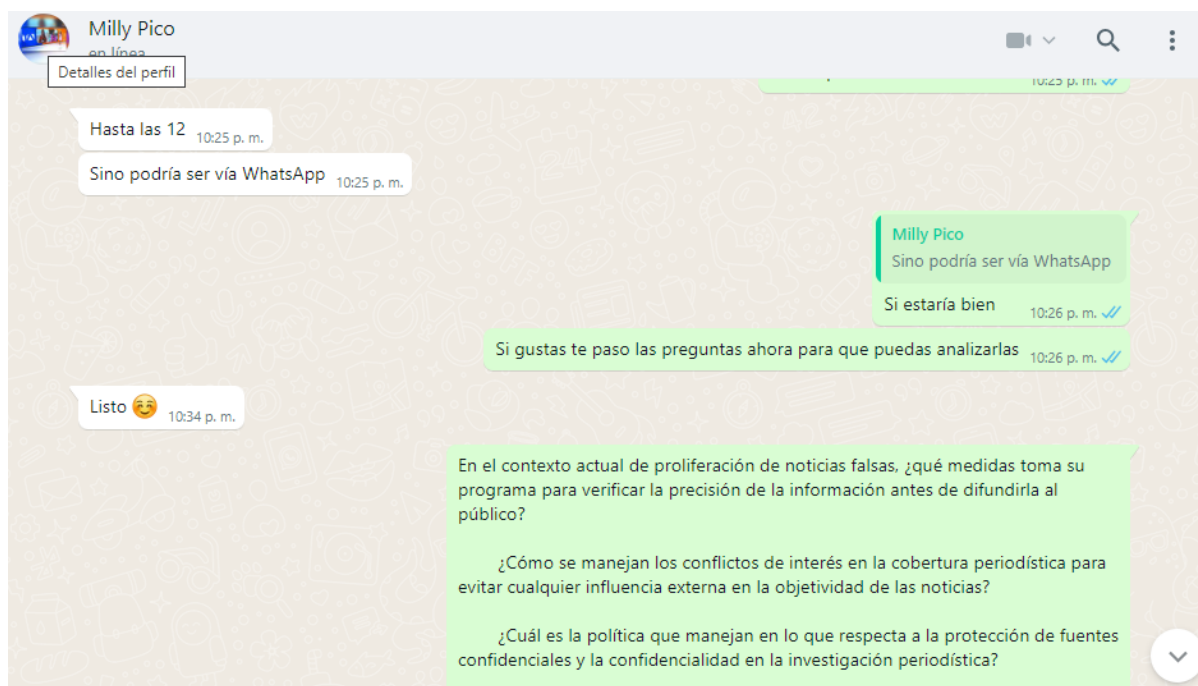 Milly Pico
en línea
Detalles del perfil
10:25 p. m.
Hasta las 12 10:25 p. m.
Sino podría ser vía WhatsApp 10:25 p. m.
Milly Pico
Sino podría ser vía WhatsApp
Si estaría bien 10:26 p. m.
Si gustas te paso las preguntas ahora para que puedas analizarlas 10:26 p. m.
Listo ☺️ 10:34 p. m.
En el contexto actual de proliferación de noticias falsas, ¿qué medidas toma su
programa para verificar la precisión de la información antes de difundirla al
público?
¿Cómo se manejan los conflictos de interés en la cobertura periodística para
evitar cualquier influencia externa en la objetividad de las noticias?
¿Cuál es la política que manejan en lo que respecta a la protección de fuentes
confidenciales y la confidencialidad en la investigación periodística?